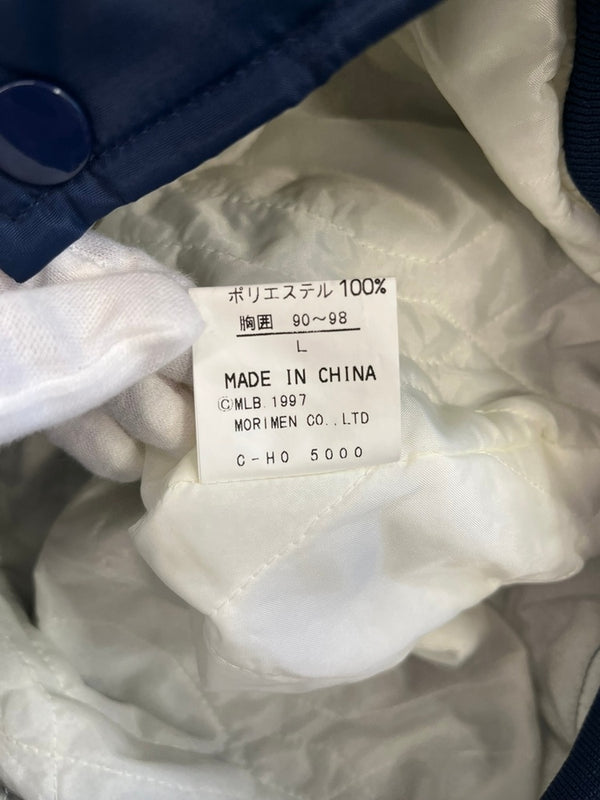 ポリエステル 100%
胸囲 90〜98
L
MADE IN CHINA
©MLB.1997
MORIMEN CO.,LTD
C-HO 5000